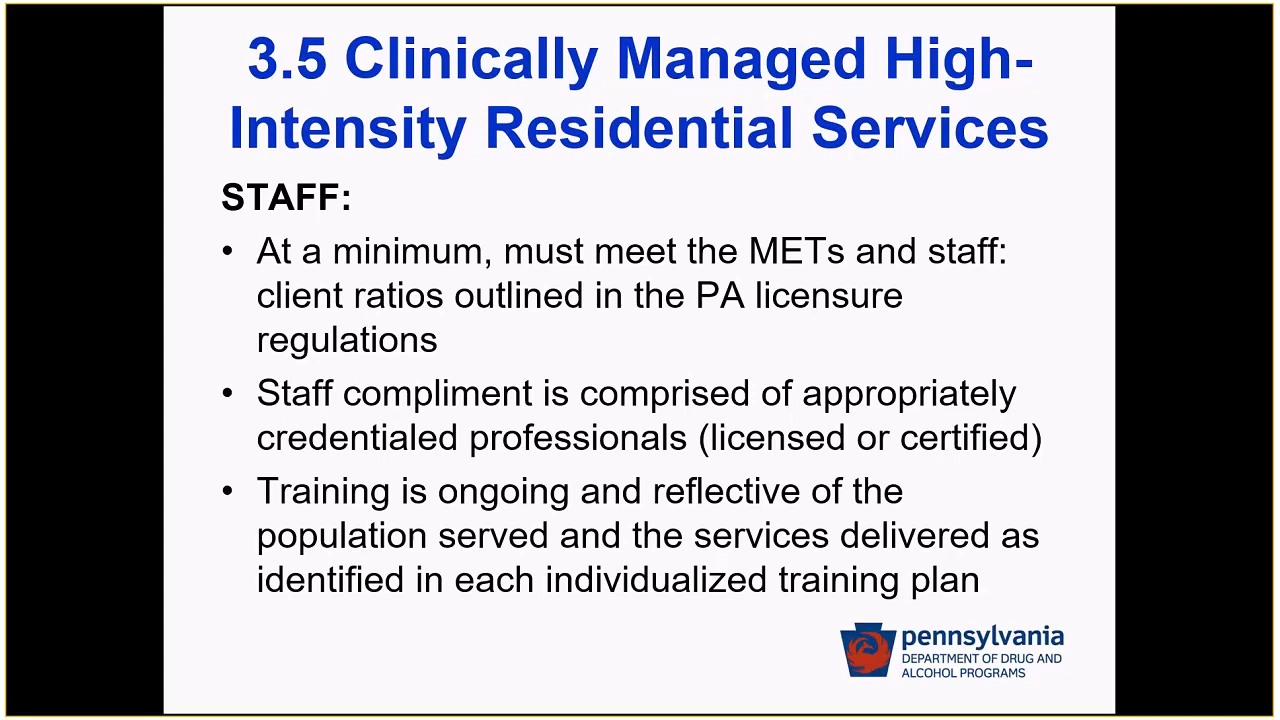 3.5 Clinically Managed High-
Intensity Residential Services
STAFF:
• At a minimum, must meet the METs and staff:
client ratios outlined in the PA licensure
regulations
• Staff compliment is comprised of appropriately
credentialed professionals (licensed or certified)
• Training is ongoing and reflective of the
population served and the services delivered as
identified in each individualized training plan
pennsylvania
DEPARTMENT OF DRUG AND
ALCOHOL PROGRAMS